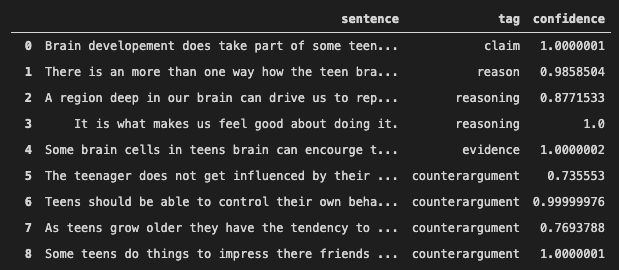 sentence tag confidence
0 Brain developement does take part of some teen... claim 1.0000001
1 There is an more than one way how the teen bra... reason 0.9858504
2 A region deep in our brain can drive us to rep... reasoning 0.8771533
3 It is what makes us feel good about doing it. reasoning 1.0
4 Some brain cells in teens brain can encourge t... evidence 1.0000002
5 The teenager does not get influenced by their ... counterargument 0.735553
6 Teens should be able to control their own beha... counterargument 0.99999976
7 As teens grow older they have the tendency to ... counterargument 0.7693788
8 Some teens do things to impress there friends ... counterargument 1.0000001